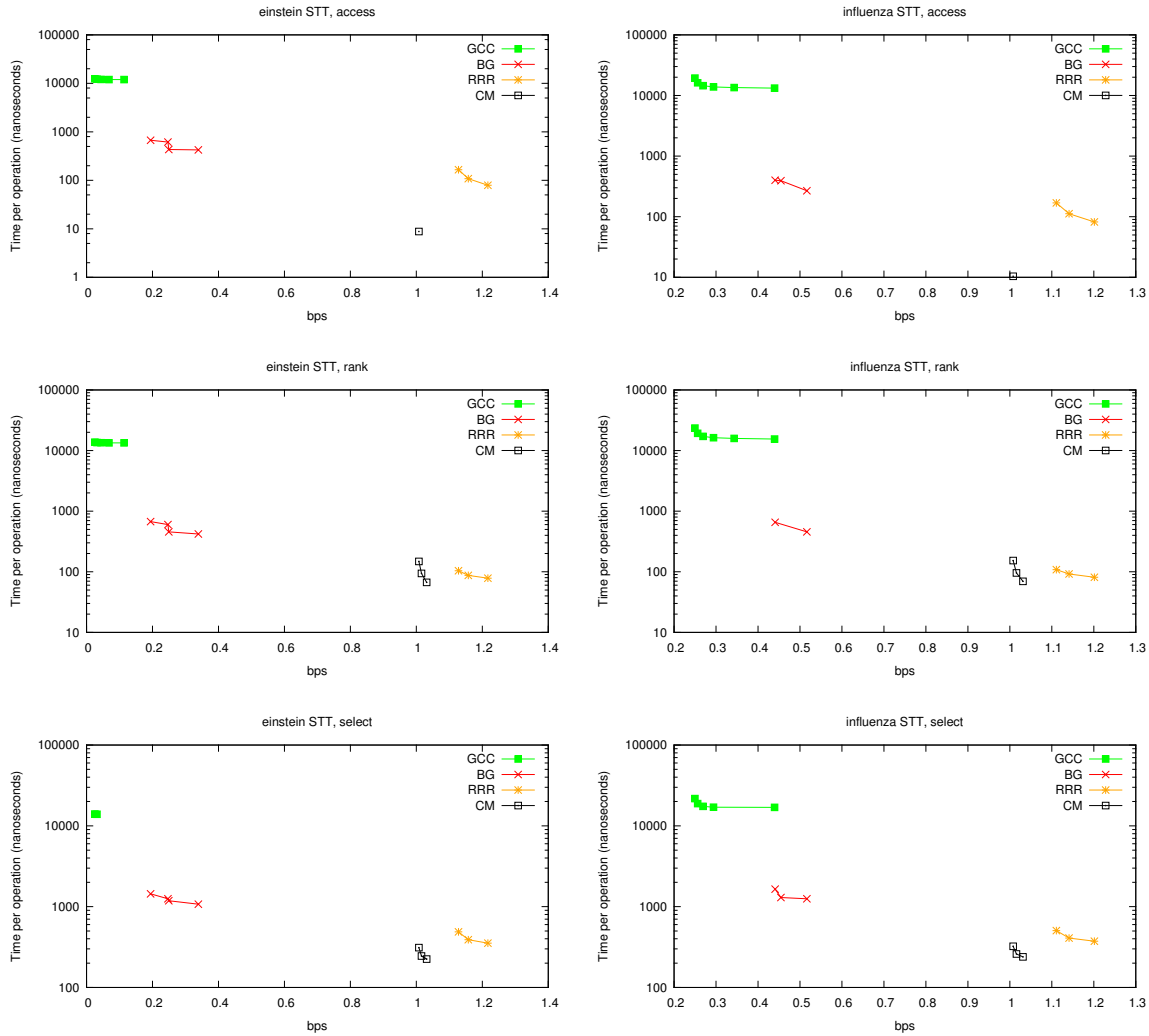 einstein STT, access
100000
10000
1000
100
10
1
Time per operation (nanoseconds)
GCC
BG
RRR
CM
0 0.2 0.4 0.6 0.8 1 1.2 1.4
bps
influenza STT, access
100000
10000
1000
100
10
Time per operation (nanoseconds)
GCC
BG
RRR
CM
0.2 0.3 0.4 0.5 0.6 0.7 0.8 0.9 1 1.1 1.2 1.3
bps
einstein STT, rank
100000
10000
1000
100
10
Time per operation (nanoseconds)
GCC
BG
RRR
CM
0 0.2 0.4 0.6 0.8 1 1.2 1.4
bps
influenza STT, rank
100000
10000
1000
100
10
Time per operation (nanoseconds)
GCC
BG
RRR
CM
0.2 0.3 0.4 0.5 0.6 0.7 0.8 0.9 1 1.1 1.2 1.3
bps
einstein STT, select
100000
10000
1000
100
Time per operation (nanoseconds)
GCC
BG
RRR
CM
0 0.2 0.4 0.6 0.8 1 1.2 1.4
bps
influenza STT, select
100000
10000
1000
100
Time per operation (nanoseconds)
GCC
BG
RRR
CM
0.2 0.3 0.4 0.5 0.6 0.7 0.8 0.9 1 1.1 1.2 1.3
bps